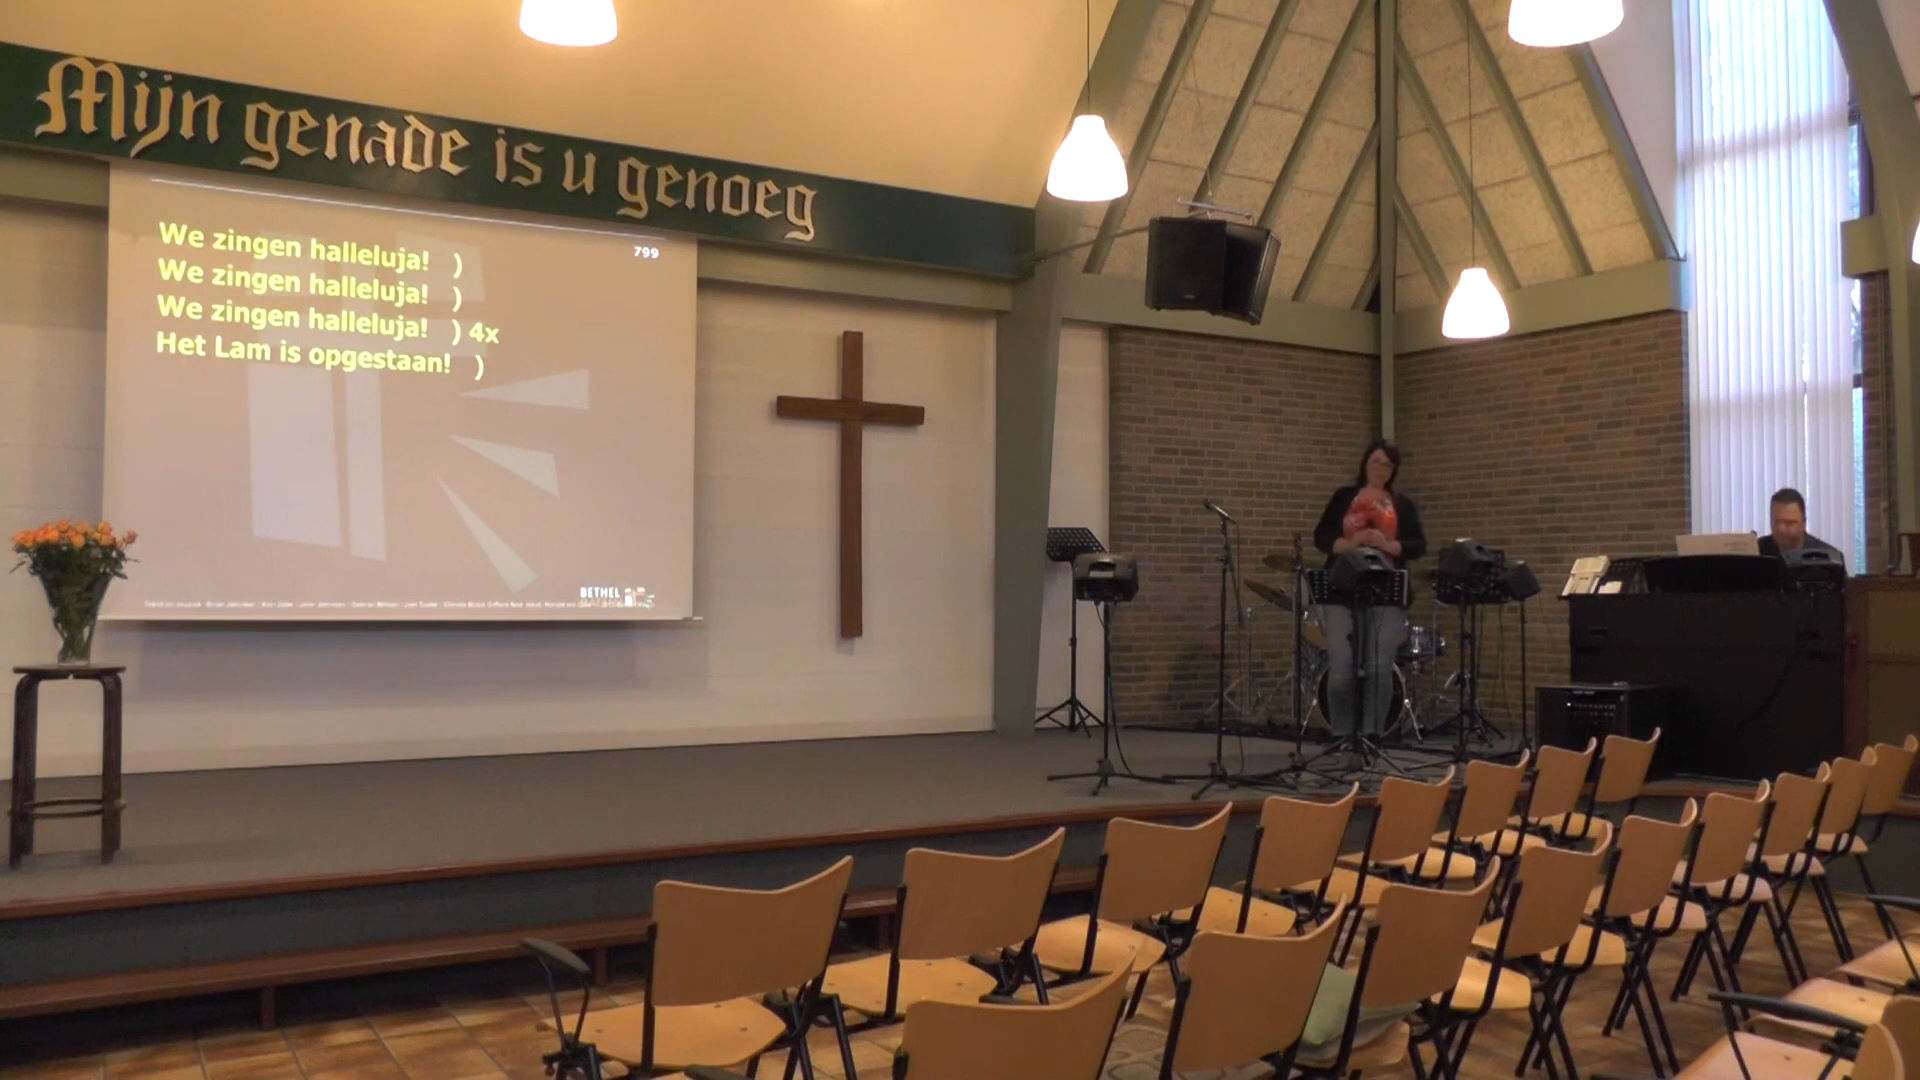 Mijn genade is u genoeg
799
We zingen halleluja! )
We zingen halleluja! )
We zingen halleluja! ) 4x
Het Lam is opgestaan! )
BETHEL